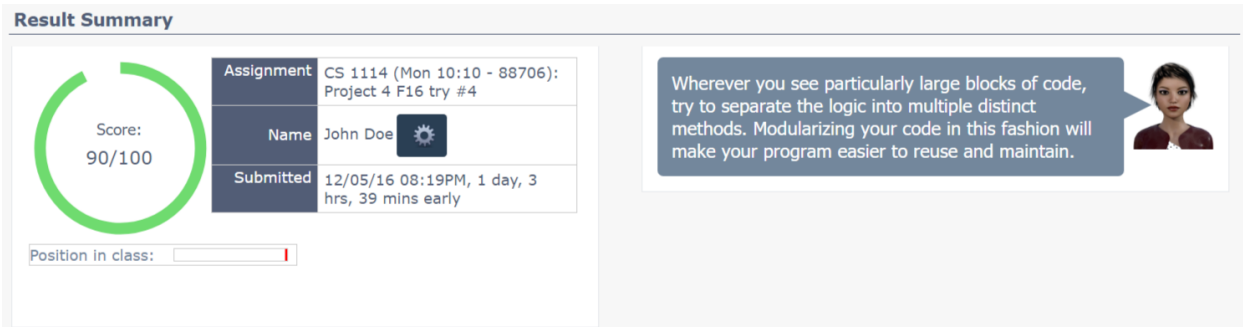 Result Summary
Score:
90/100
Assignment
CS 1114 (Mon 10:10 - 88706):
Project 4 F16 try #4
Name
John Doe
Submitted
12/05/16 08:19PM, 1 day, 3
hrs, 39 mins early
Position in class:
Wherever you see particularly large blocks of code,
try to separate the logic into multiple distinct
methods. Modularizing your code in this fashion will
make your program easier to reuse and maintain.